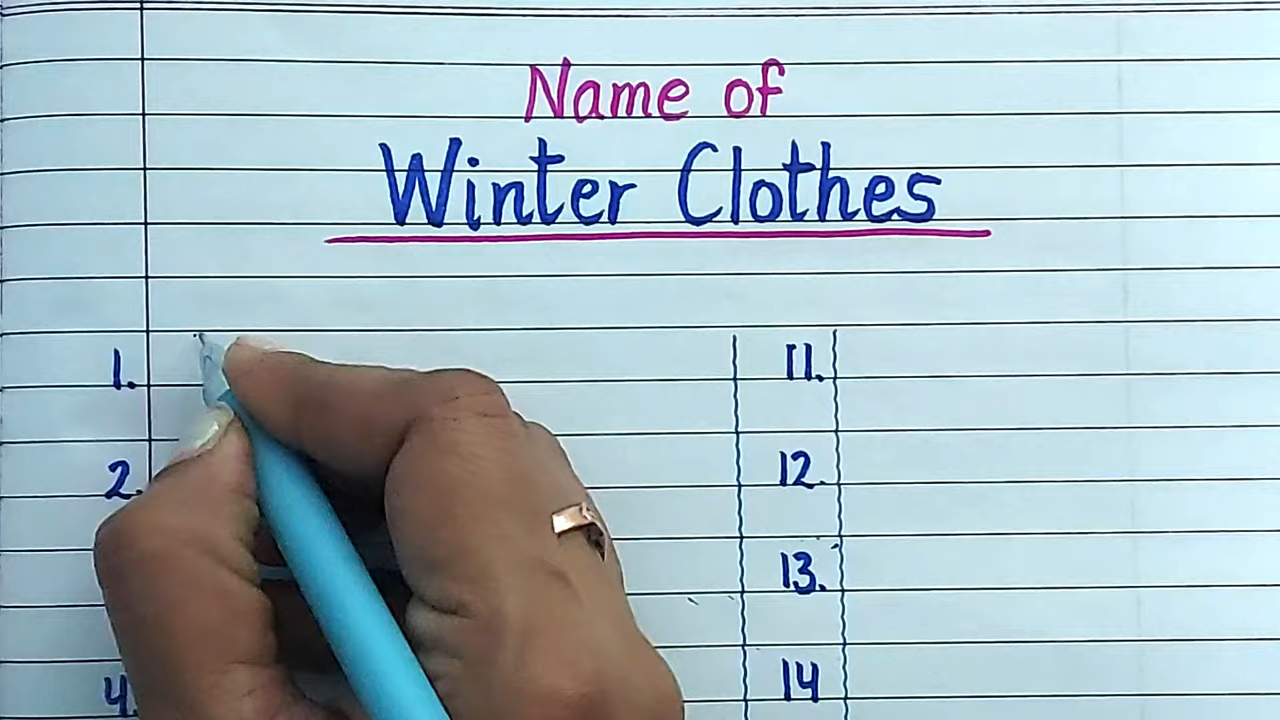 Name of
Winter Clothes
1. 11.
2. 12.
13.
4. 14